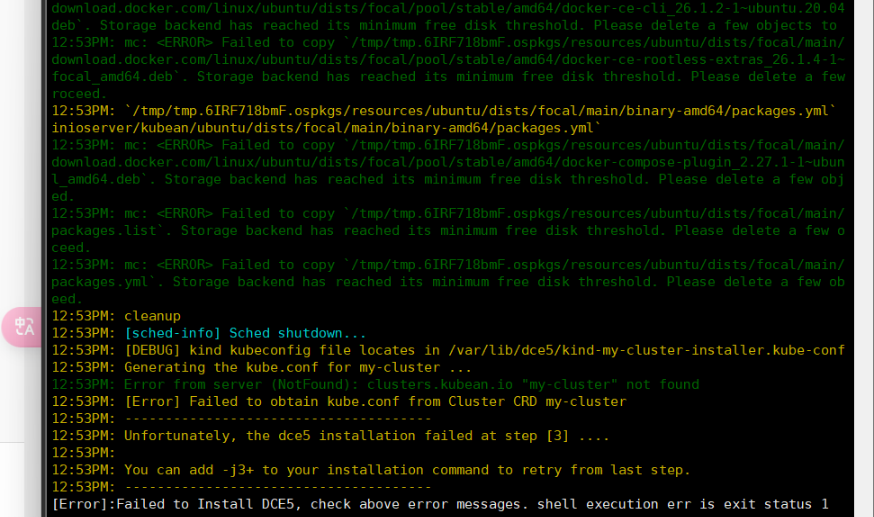 download.docker.com/linux/ubuntu/dists/focal/pool/stable/amd64/docker-ce-cli_26.1.2-1~ubuntu.20.04
deb`. Storage backend has reached its minimum free disk threshold. Please delete a few objects to
12:53PM: mc: <ERROR> Failed to copy `/tmp/tmp.6IRF718bmF.ospkgs/resources/ubuntu/dists/focal/main/
download.docker.com/linux/ubuntu/dists/focal/pool/stable/amd64/docker-ce-rootless-extras_26.1.4-1~
focal_amd64.deb`. Storage backend has reached its minimum free disk threshold. Please delete a few
roceed.
12:53PM: `/tmp/tmp.6IRF718bmF.ospkgs/resources/ubuntu/dists/focal/main/binary-amd64/packages.yml`
inioserver/kubean/ubuntu/dists/focal/main/binary-amd64/packages.yml`
12:53PM: mc: <ERROR> Failed to copy `/tmp/tmp.6IRF718bmF.ospkgs/resources/ubuntu/dists/focal/main/
download.docker.com/linux/ubuntu/dists/focal/pool/stable/amd64/docker-compose-plugin_2.27.1-1~ubun
l_amd64.deb`. Storage backend has reached its minimum free disk threshold. Please delete a few obj
ed.
12:53PM: mc: <ERROR> Failed to copy `/tmp/tmp.6IRF718bmF.ospkgs/resources/ubuntu/dists/focal/main/
packages.list`. Storage backend has reached its minimum free disk threshold. Please delete a few o
ceed.
12:53PM: mc: <ERROR> Failed to copy `/tmp/tmp.6IRF718bmF.ospkgs/resources/ubuntu/dists/focal/main/
packages.yml`. Storage backend has reached its minimum free disk threshold. Please delete a few ob
eed.
12:53PM: cleanup
12:53PM: [sched-info] Sched shutdown...
12:53PM: [DEBUG] kind kubeconfig file locates in /var/lib/dce5/kind-my-cluster-installer.kube-conf
12:53PM: Generating the kube.conf for my-cluster ...
12:53PM: Error from server (NotFound): clusters.kubean.io "my-cluster" not found
12:53PM: [Error] Failed to obtain kube.conf from Cluster CRD my-cluster
12:53PM: -------------------------------------
12:53PM: Unfortunately, the dce5 installation failed at step [3] ....
12:53PM:
12:53PM: You can add -j3+ to your installation command to retry from last step.
12:53PM: -------------------------------------
[Error]:Failed to Install DCE5, check above error messages. shell execution err is exit status 1